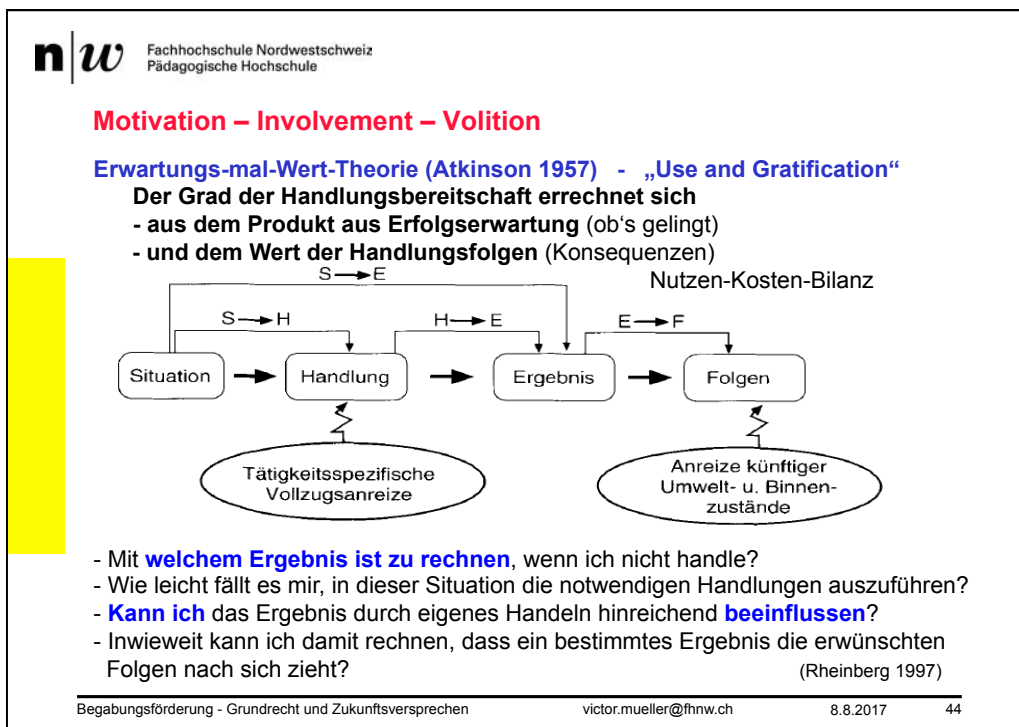 n|w Fachhochschule Nordwestschweiz
Pädagogische Hochschule
Motivation – Involvement – Volition
Erwartungs-mal-Wert-Theorie (Atkinson 1957) - „Use and Gratification“
Der Grad der Handlungsbereitschaft errechnet sich
- aus dem Produkt aus Erfolgserwartung (ob‘s gelingt)
- und dem Wert der Handlungsfolgen (Konsequenzen)
S→E
Nutzen-Kosten-Bilanz
S→H H→E E→F
Situation Handlung Ergebnis Folgen
Tätigkeitsspezifische
Vollzugsanreize
Anreize künftiger
Umwelt- u. Binnen-
zustände
- Mit welchem Ergebnis ist zu rechnen, wenn ich nicht handle?
- Wie leicht fällt es mir, in dieser Situation die notwendigen Handlungen auszuführen?
- Kann ich das Ergebnis durch eigenes Handeln hinreichend beeinflussen?
- Inwieweit kann ich damit rechnen, dass ein bestimmtes Ergebnis die erwünschten
Folgen nach sich zieht? (Rheinberg 1997)
Begabungsförderung - Grundrecht und Zukunftsversprechen victor.mueller@fhnw.ch 8.8.2017 44